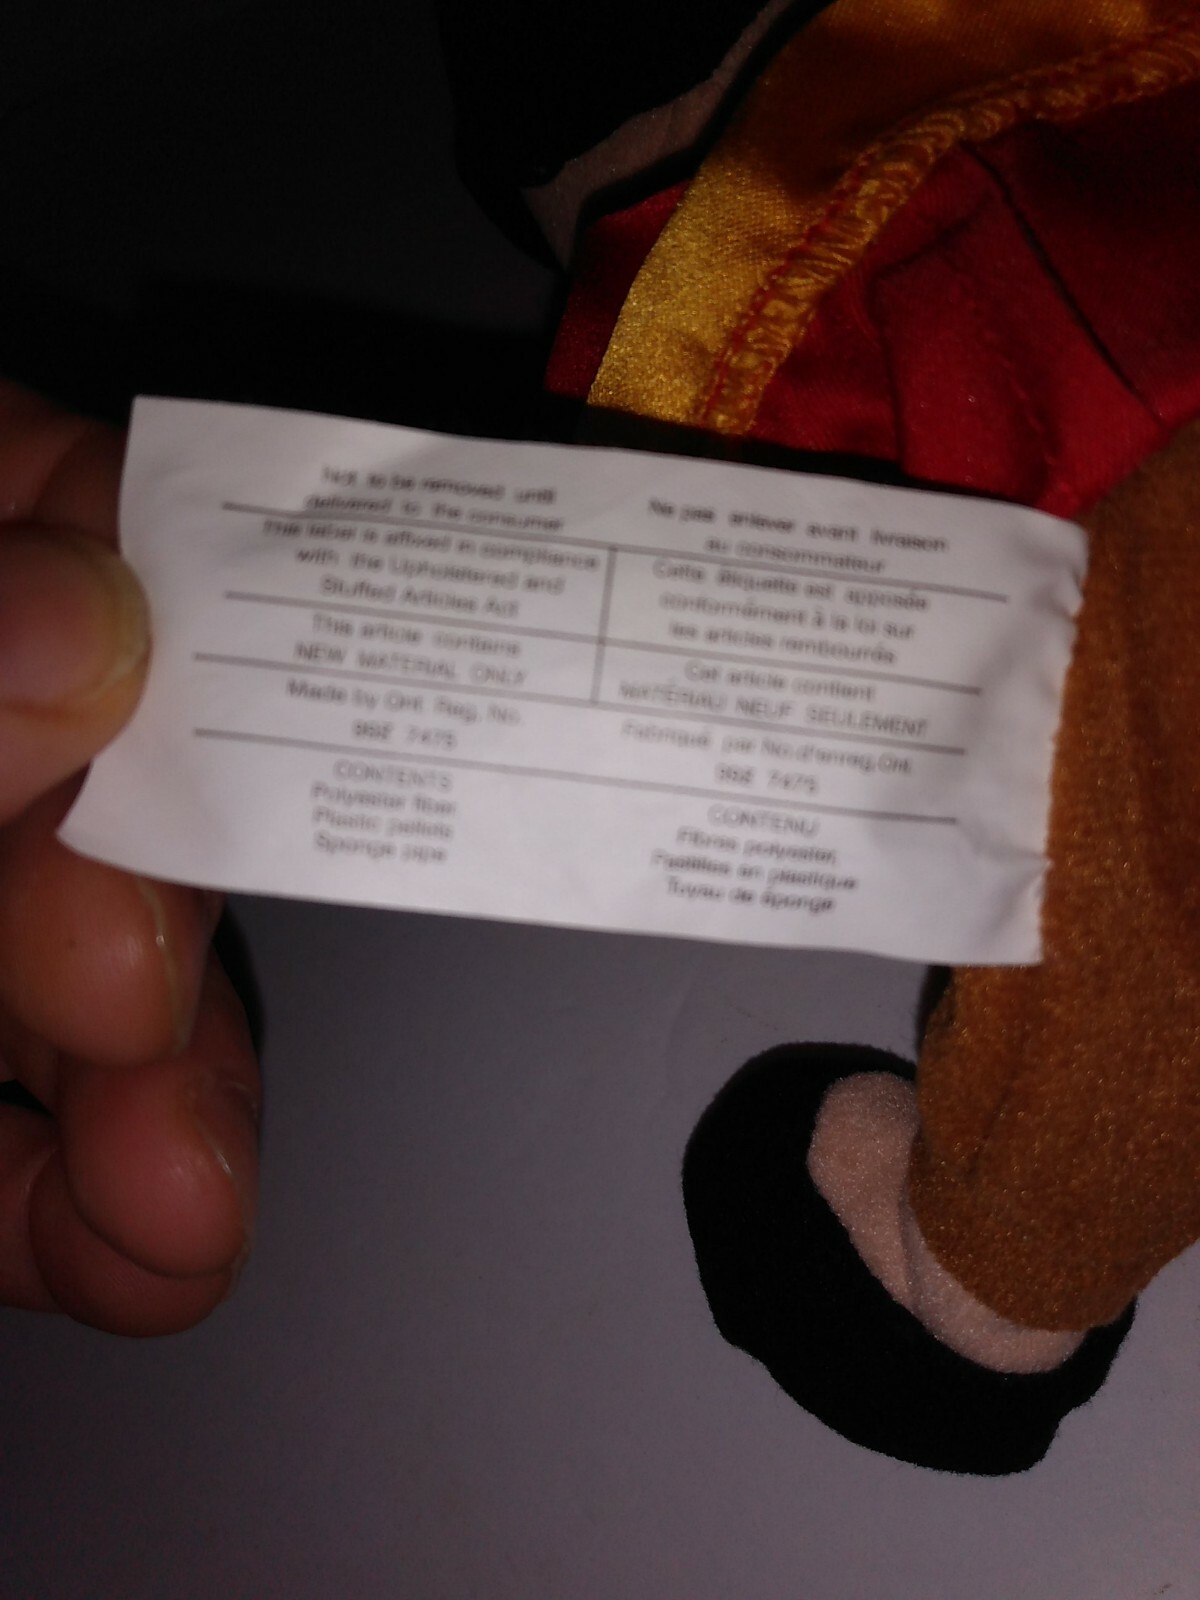 Not to be removed until
delivered to the consumer
This label is affixed in compliance
with the Upholstered and
Stuffed Articles Act
This article contains
NEW MATERIAL ONLY
Made by Ont. Reg. No.
7475
CONTENTS
Polyester fiber
Plastic pellets
Sponge pipe
Ne pas enlever avant livraison
au consommateur
Cette étiquette est apposée
conformément à la loi sur
les articles rembourrés
Cet article contient
MATÉRIAU NEUF SEULEMENT
Fabriqué par No.d'enreg.Ont.
7475
CONTENU
Fibres polyester,
Pastilles en plastique
Tuyau de éponge